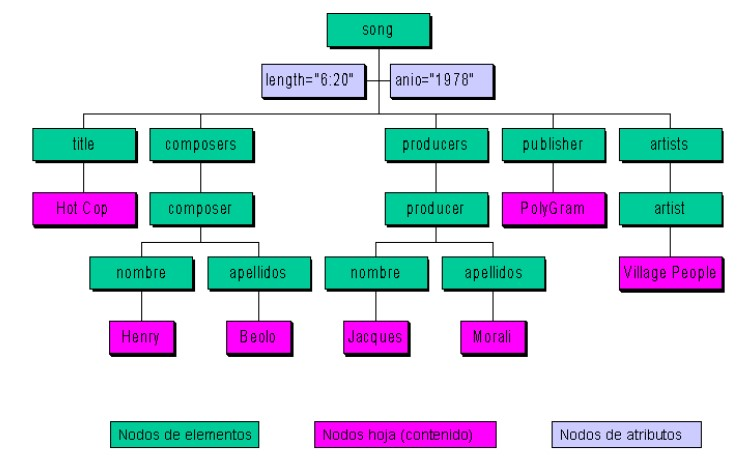 song
length="6:20" anio="1978"
title composers producers publisher artists
Hot Cop composer producer PolyGram artist
nombre apellidos nombre apellidos Village People
Henry Beolo Jacques Morali
Nodos de elementos Nodos hoja (contenido) Nodos de atributos